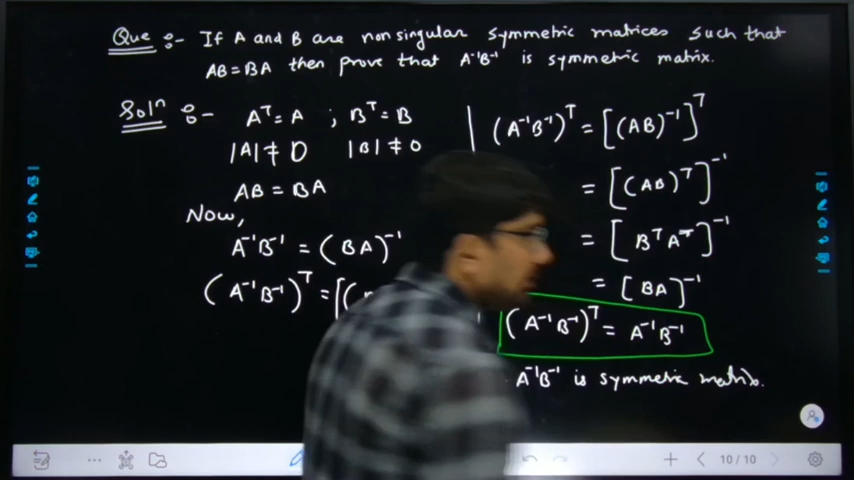 Que :- If A and B are nonsingular symmetric matrices such that
AB = BA then prove that A⁻¹B⁻¹ is symmetric matrix.
Solⁿ :- Aᵀ = A ; Bᵀ = B
|A| ≠ 0 |B| ≠ 0
AB = BA
Now,
A⁻¹B⁻¹ = (BA)⁻¹
(A⁻¹B⁻¹)ᵀ = [(
(A⁻¹B⁻¹)ᵀ = [(AB)⁻¹]ᵀ
= [(AB)ᵀ]⁻¹
= [BᵀAᵀ]⁻¹
= [BA]⁻¹
(A⁻¹B⁻¹)ᵀ = A⁻¹B⁻¹
A⁻¹B⁻¹ is symmetric matrix.
10/10